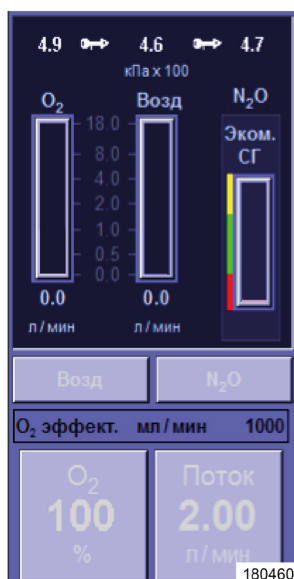 4.9 4.6 4.7
кПа x 100
O₂ Возд N₂O
Эком.
СГ
18.0
8.0
4.0
2.0
1.0
0.5
0.0
0.0 0.0
л/мин л/мин
Возд N₂O
O₂ эффект. мл/мин 1000
O₂ Поток
100 2.00
% л/мин
180460